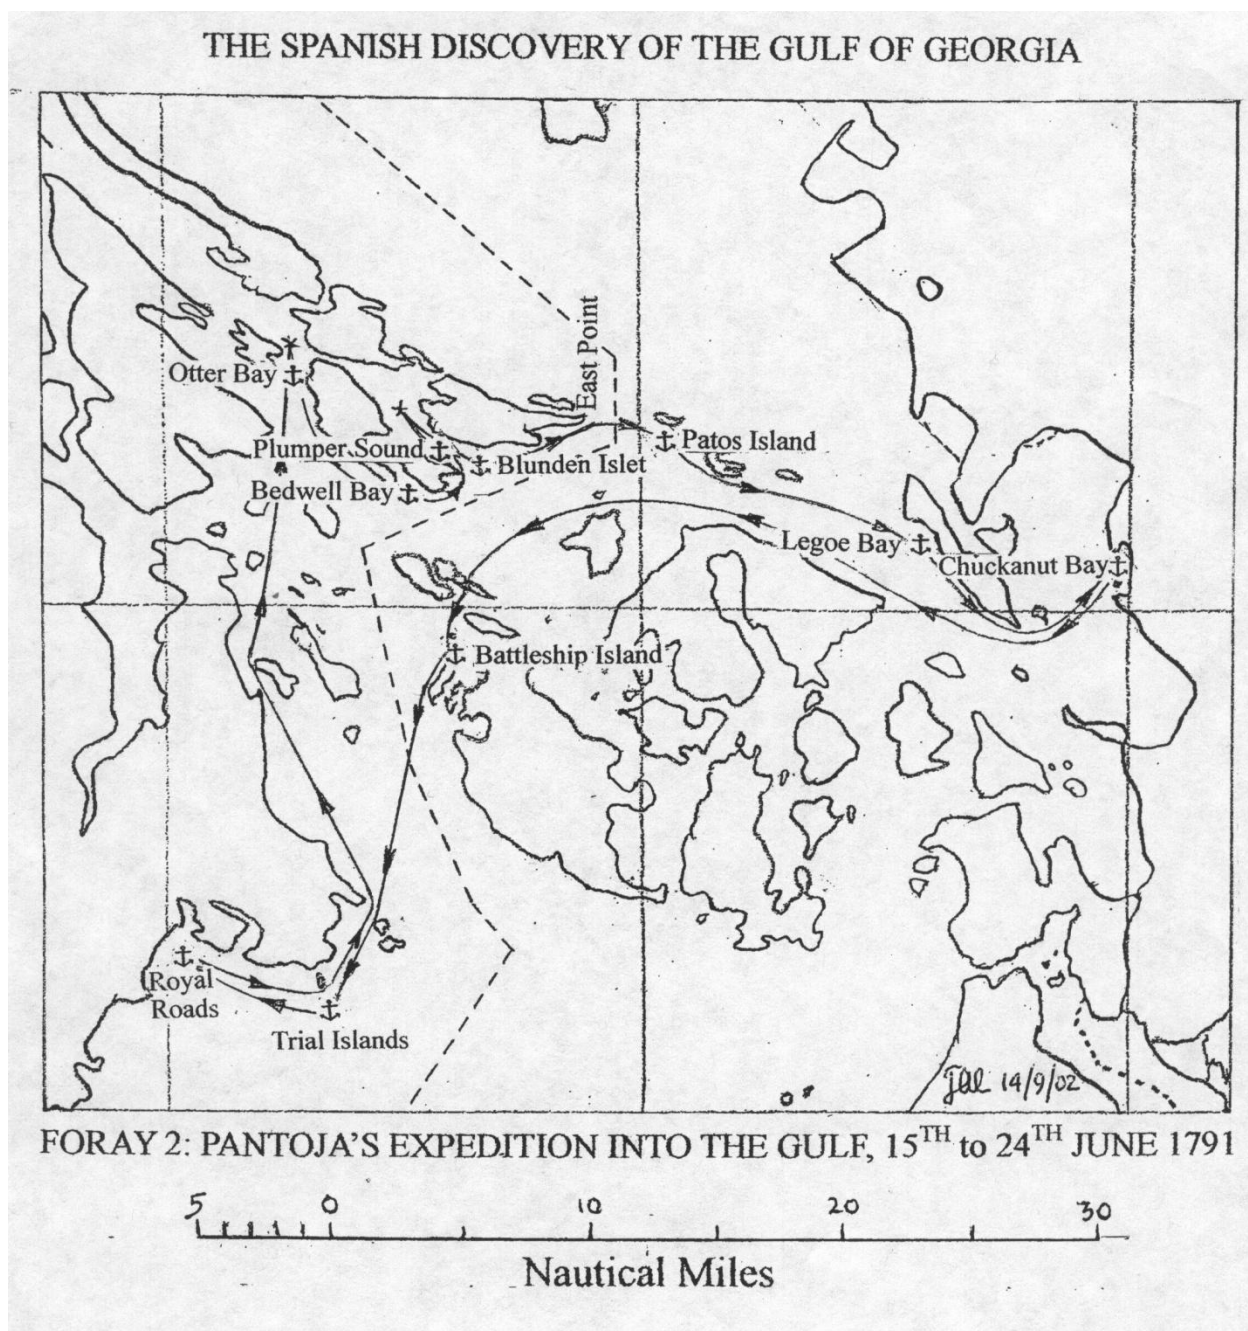 THE SPANISH DISCOVERY OF THE GULF OF GEORGIA
East Point
Otter Bay
Plumper Sound
Patos Island
Blunden Islet
Bedwell Bay
Legoe Bay
Chuckanut Bay
Battleship Island
Royal
Roads
Trial Islands
14/9/02
FORAY 2: PANTOJA'S EXPEDITION INTO THE GULF, 15TH to 24TH JUNE 1791
5 0 10 20 30
Nautical Miles